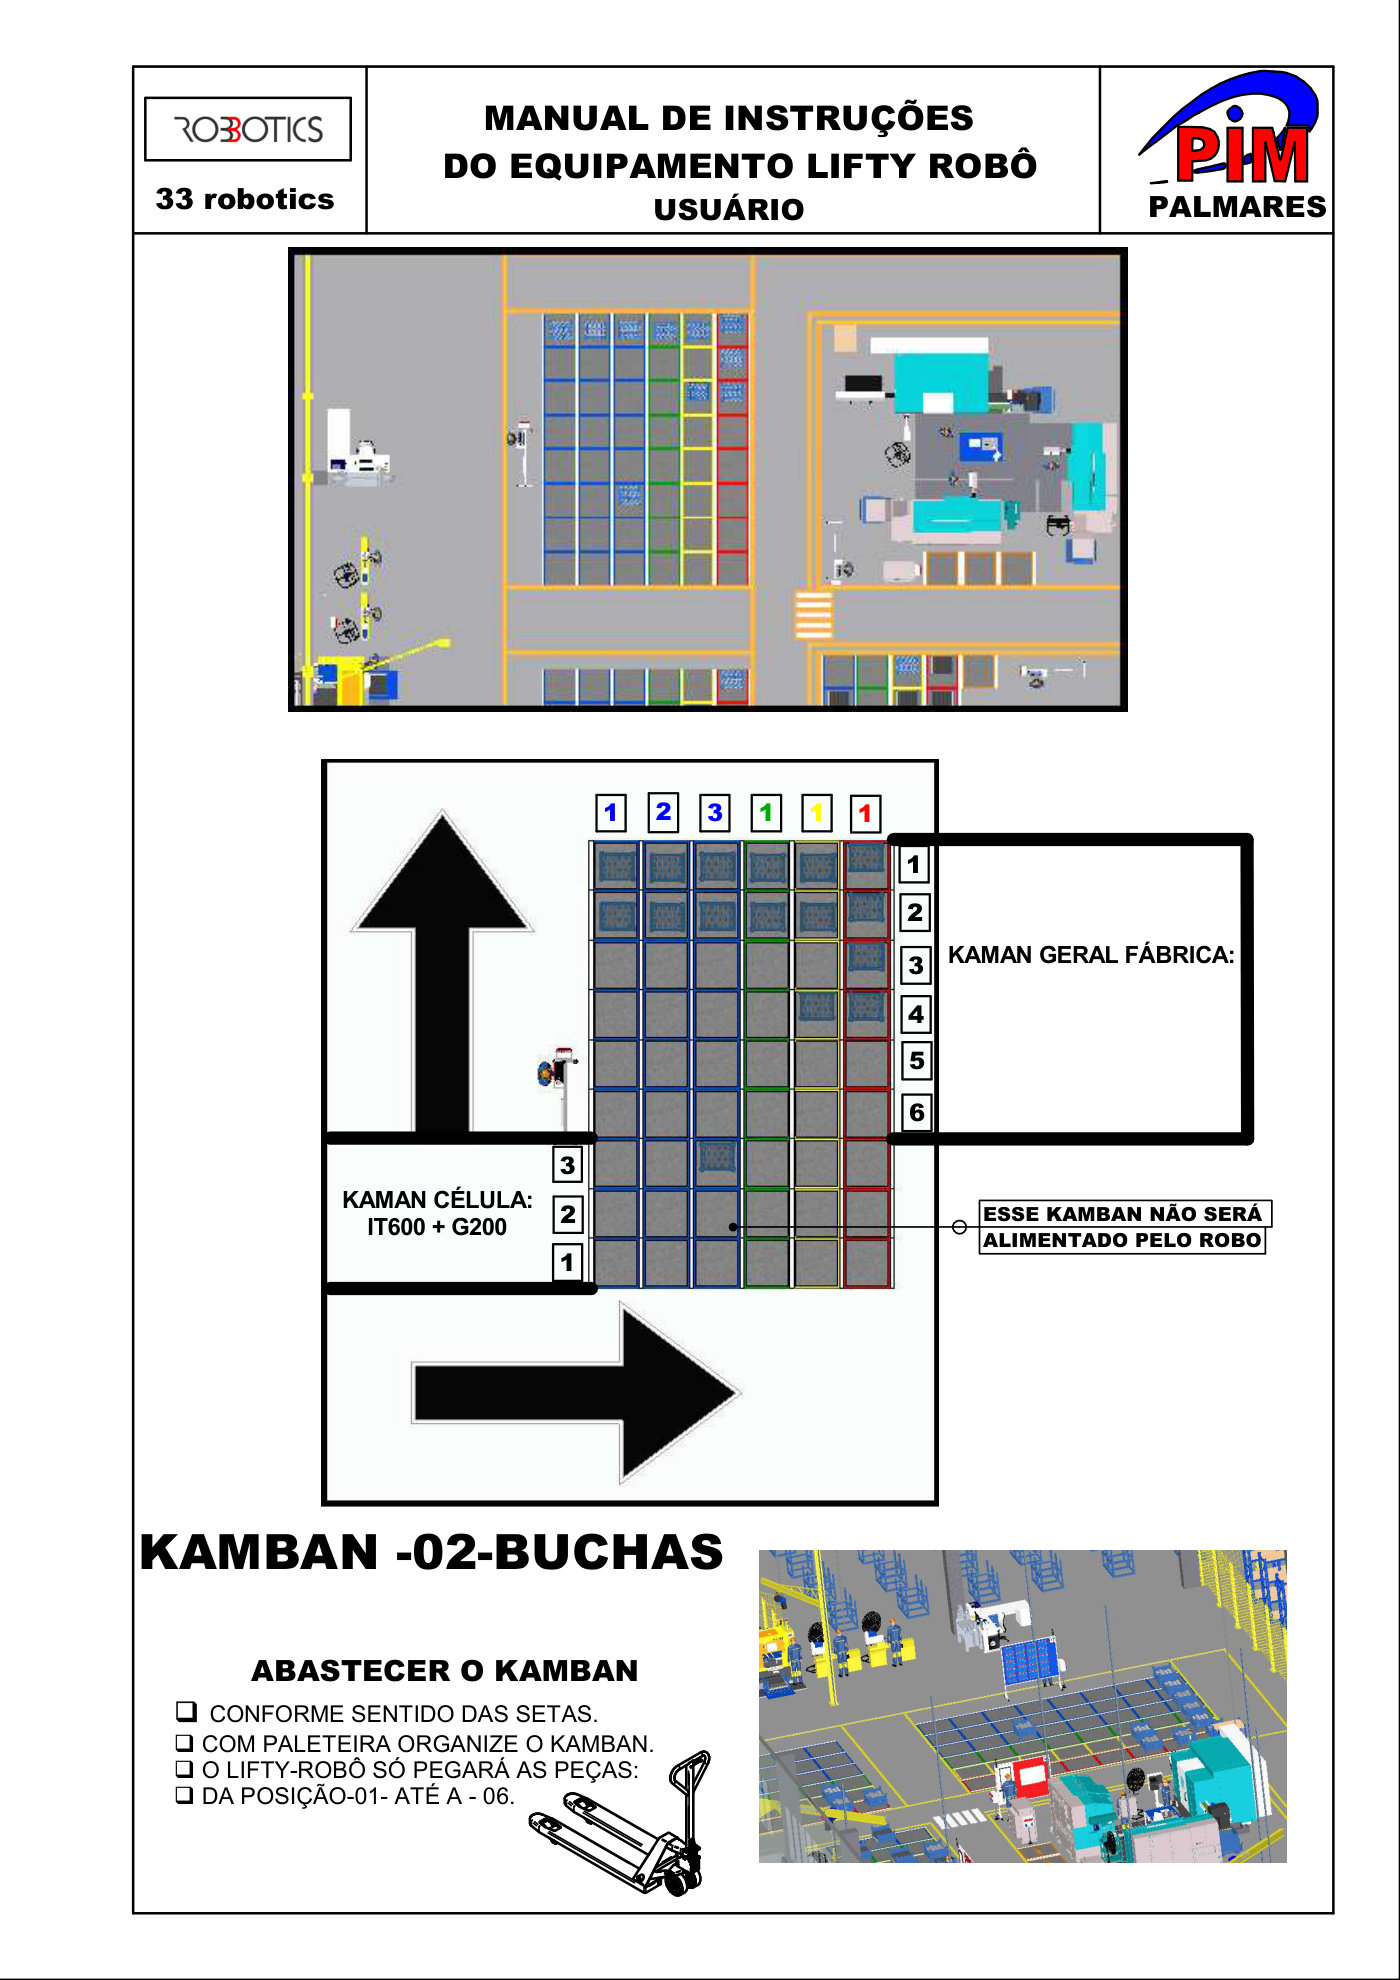 ROBBOTICS
33 robotics
MANUAL DE INSTRUÇÕES
DO EQUIPAMENTO LIFTY ROBÔ
USUÁRIO
PiM
PALMARES
1 2 3 1 1 1
1
2
3
4
5
6
KAMAN GERAL FÁBRICA:
3
2
1
KAMAN CÉLULA:
IT600 + G200
ESSE KAMBAN NÃO SERÁ
ALIMENTADO PELO ROBO
KAMBAN -02-BUCHAS
ABASTECER O KAMBAN
CONFORME SENTIDO DAS SETAS.
COM PALETEIRA ORGANIZE O KAMBAN.
O LIFTY-ROBÔ SÓ PEGARÁ AS PEÇAS:
DA POSIÇÃO-01- ATÉ A - 06.